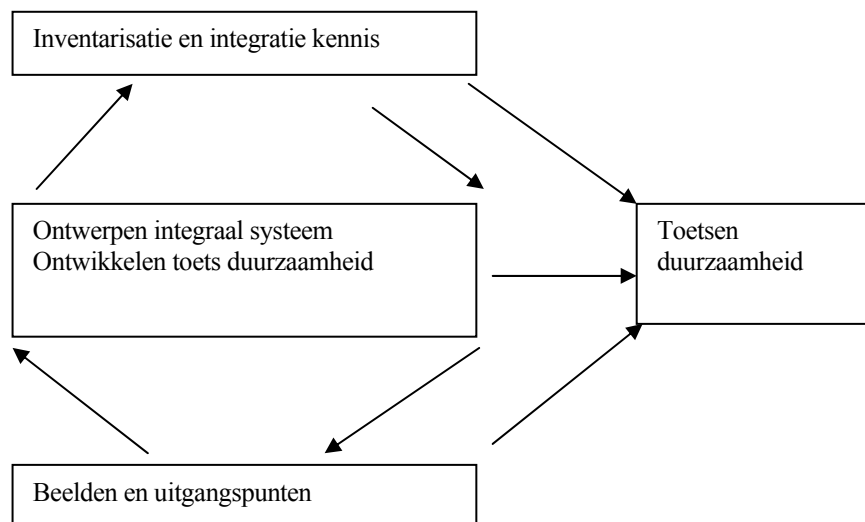 Inventarisatie en integratie kennis
Ontwerpen integraal systeem
Ontwikkelen toets duurzaamheid
Toetsen
duurzaamheid
Beelden en uitgangspunten